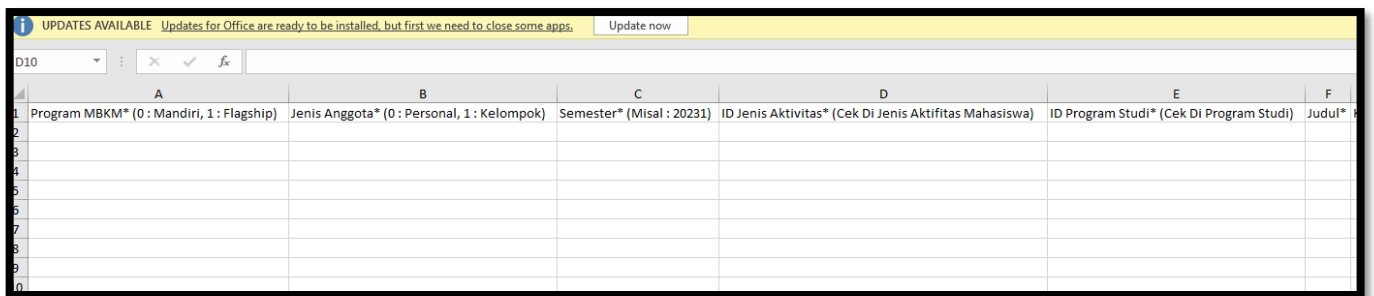 UPDATES AVAILABLE Updates for Office are ready to be installed, but first we need to close some apps. Update now
D10 fx
A B C D E F
1 Program MBKM* (0 : Mandiri, 1 : Flagship) Jenis Anggota* (0 : Personal, 1 : Kelompok) Semester* (Misal : 20231) ID Jenis Aktivitas* (Cek Di Jenis Aktifitas Mahasiswa) ID Program Studi* (Cek Di Program Studi) Judul*
2
3
4
5
6
7
8
9
0